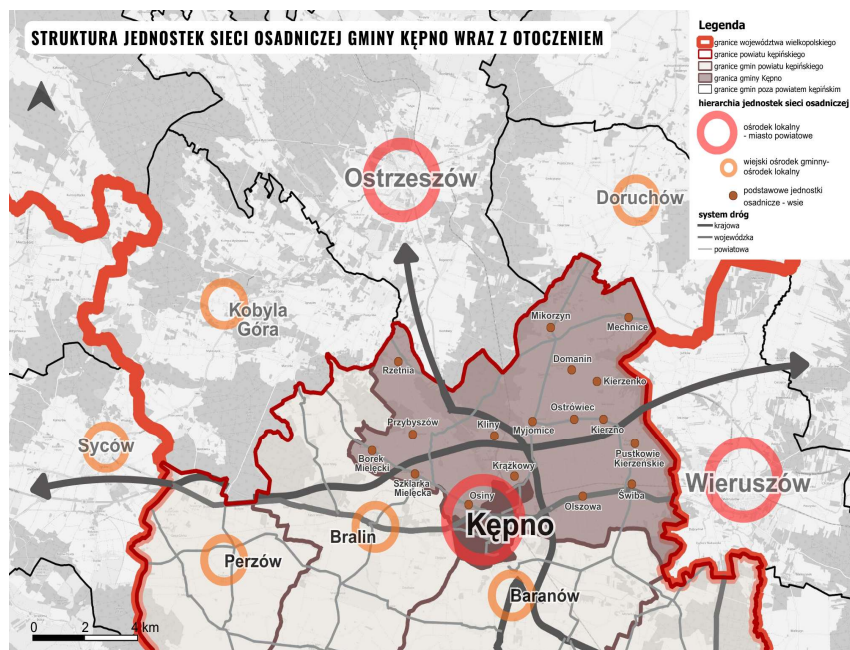 STRUKTURA JEDNOSTEK SIECI OSADNICZEJ GMINY KĘPNO WRAZ Z OTOCZENIEM
Legenda
granice województwa wielkopolskiego
granice powiatu kępińskiego
granice gmin powiatu kępińskiego
granica gminy Kępno
granice gmin poza powiatem kępińskim
hierarchia jednostek sieci osadniczej
ośrodek lokalny
- miasto powiatowe
wiejski ośrodek gminny-
ośrodek lokalny
podstawowe jednostki
osadnicze - wsie
system dróg
krajowa
wojewódzka
powiatowa
Ostrzeszów
Doruchów
Kobyla
Góra
Mikorzyn
Mechnice
Rzetnia
Domanin
Kierzenko
Przybyszów
Kliny
Myjomice
Ostrówiec
Kierzno
Syców
Borek
Mielęcki
Szklarka
Mielęcka
Krążkowy
Pustkowie
Kierzeńskie
Wieruszów
Osiny
Olszowa
Świba
Kępno
Bralin
Perzów
Baranów
0 2 4 km